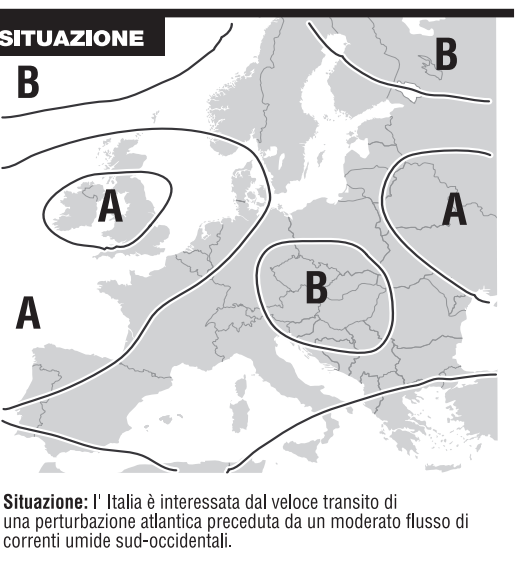 SITUAZIONE
B
B
A
A
B
A
Situazione: l' Italia è interessata dal veloce transito di
una perturbazione atlantica preceduta da un moderato flusso di
correnti umide sud-occidentali.